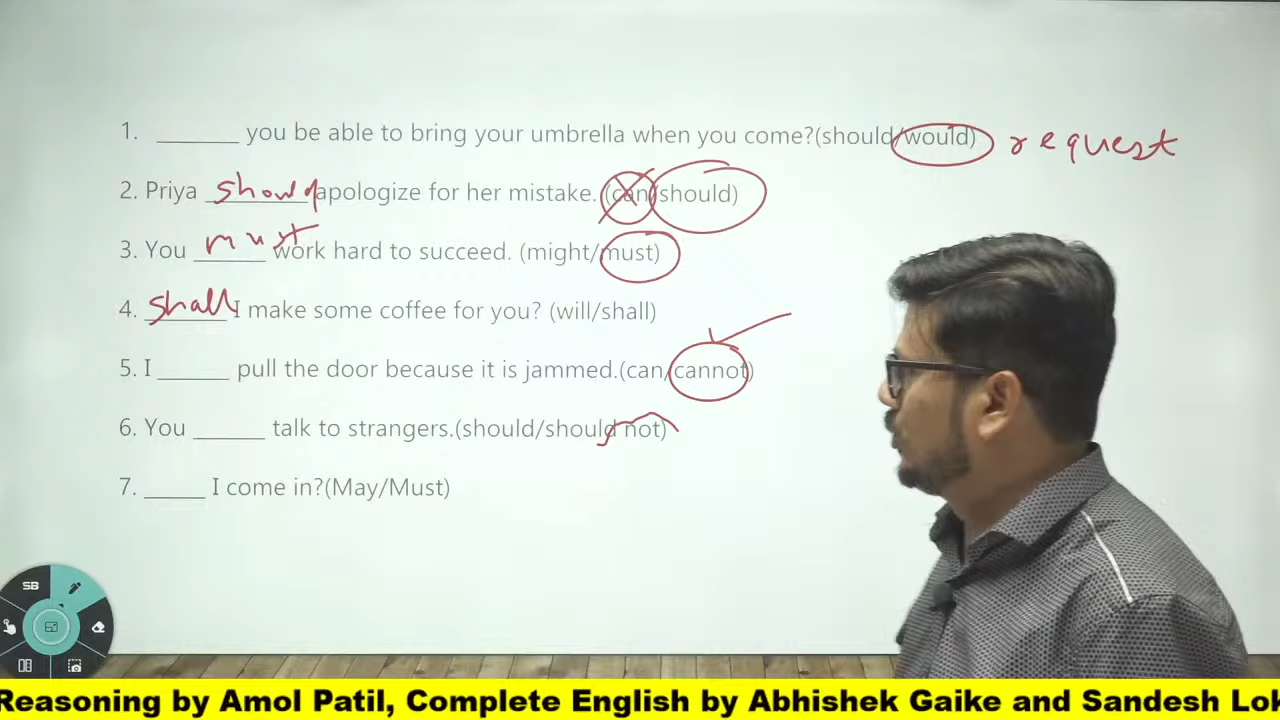 1. ______ you be able to bring your umbrella when you come?(should/would) request
2. Priya should apologize for her mistake. (can/should)
3. You must work hard to succeed. (might/must)
4. shall I make some coffee for you? (will/shall)
5. I ______ pull the door because it is jammed.(can/cannot)
6. You ______ talk to strangers.(should/should not)
7. _____ I come in?(May/Must)
SB
Reasoning by Amol Patil, Complete English by Abhishek Gaike and Sandesh Lok